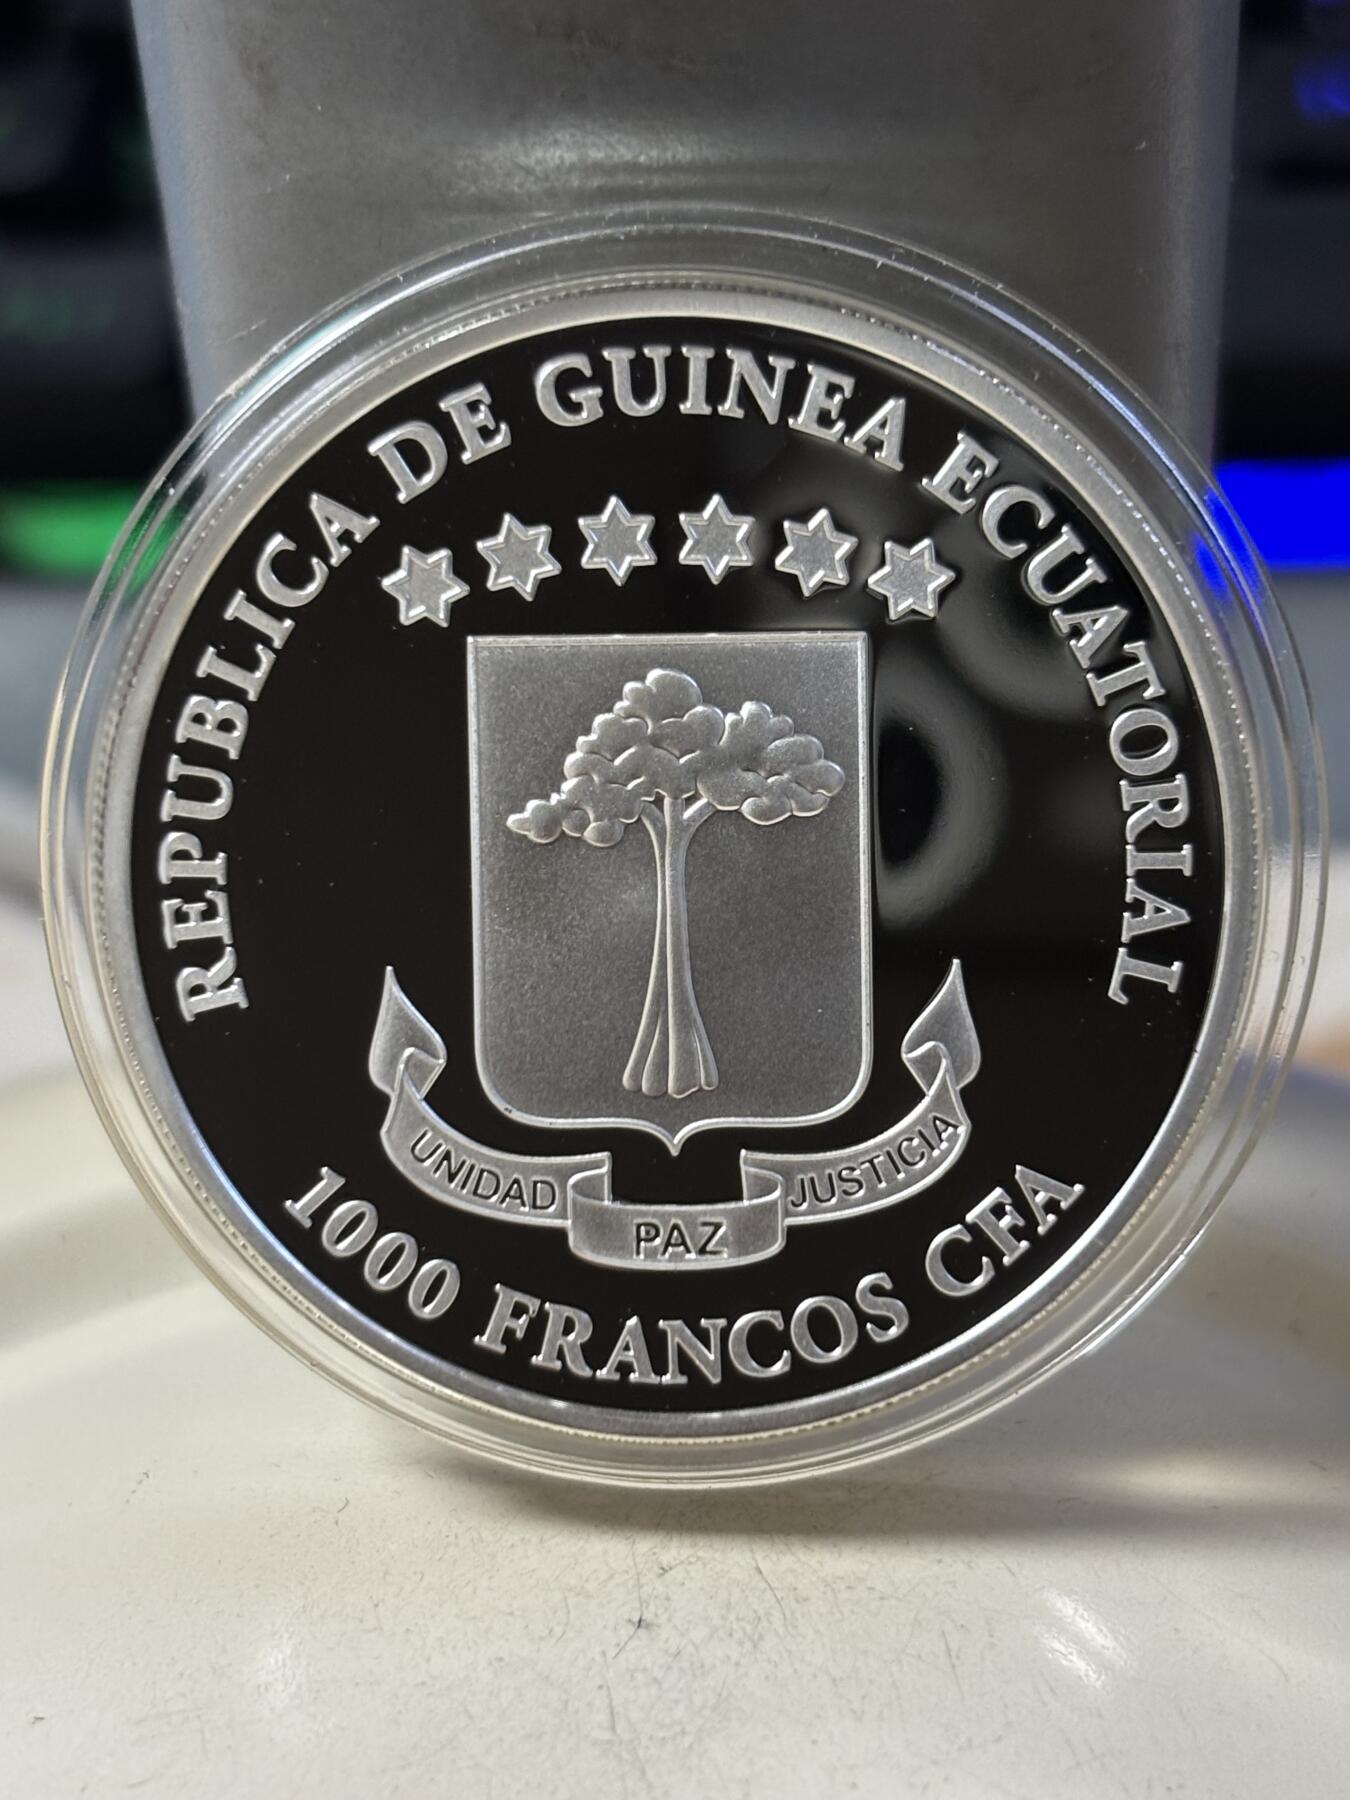 REPUBLICA DE GUINEA ECUATORIAL
UNIDAD PAZ JUSTICIA
1000 FRANCOS CFA